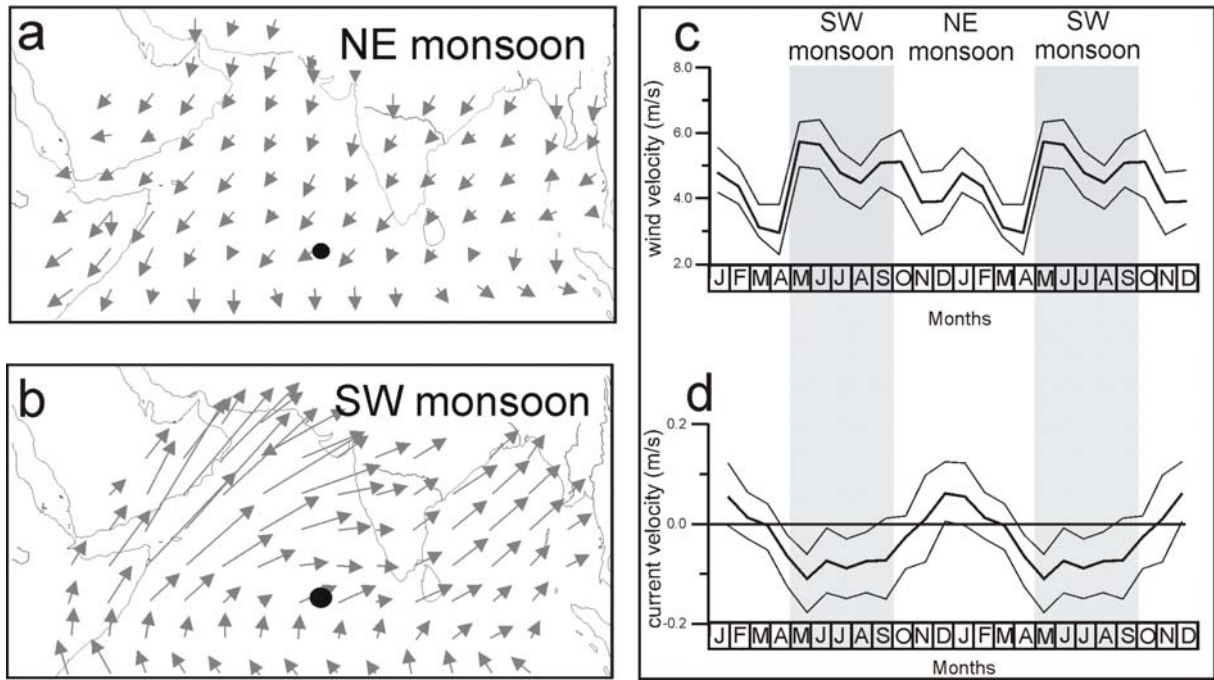 a
NE monsoon
b
SW monsoon
c
SW
monsoon
NE
monsoon
SW
monsoon
8.0
6.0
4.0
2.0
wind velocity (m/s)
J F M A M J J A S O N D J F M A M J J A S O N D
Months
d
0.2
0.0
-0.2
current velocity (m/s)
J F M A M J J A S O N D J F M A M J J A S O N D
Months